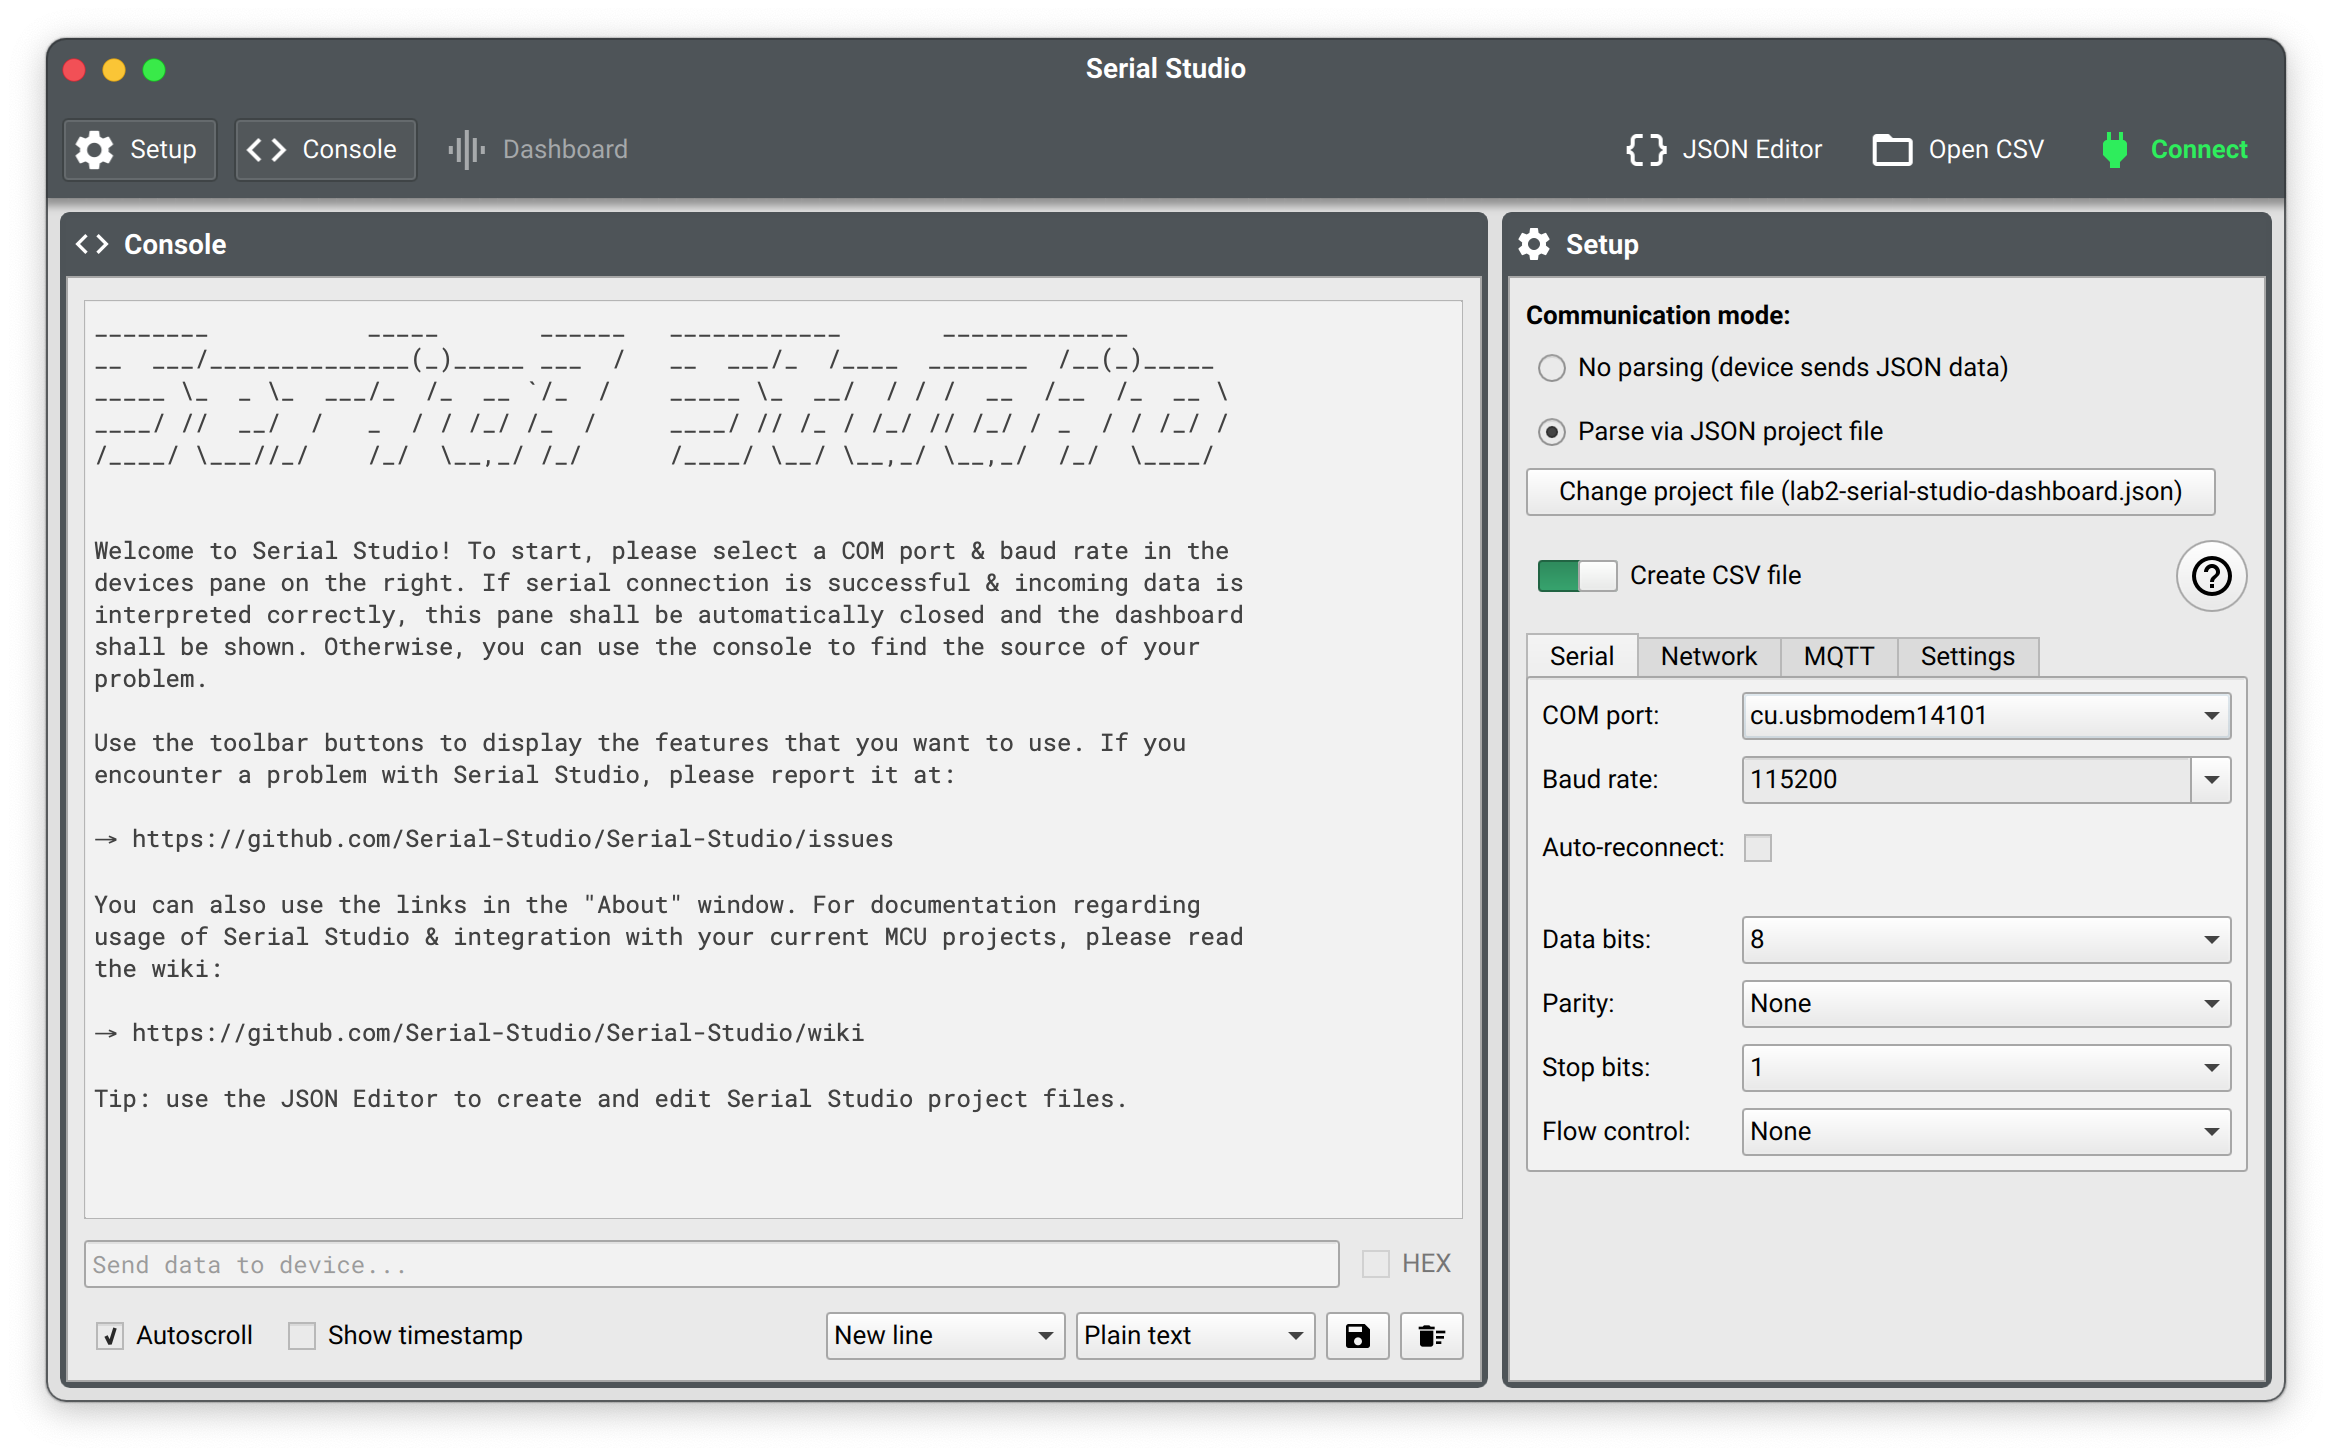 Serial Studio
Setup
Console
Dashboard
JSON Editor
Open CSV
Connect
Console
________           _____       ______   ____________       _____________
__  ___/______________(_)_____ ___  /   __  ___/_  /____  _______  /__(_)_____
_____ \_  _ \_  ___/_  /_  __ `/_  /    _____ \_  __/  / / /  __  /__  /_  __ \
____/ //  __/  /   _  / / /_/ /_  /     ____/ // /_ / /_/ // /_/ / _  / / /_/ /
/____/ \___//_/    /_/  \__,_/ /_/      /____/ \__/ \__,_/ \__,_/  /_/  \____/
Welcome to Serial Studio! To start, please select a COM port & baud rate in the
devices pane on the right. If serial connection is successful & incoming data is
interpreted correctly, this pane shall be automatically closed and the dashboard
shall be shown. Otherwise, you can use the console to find the source of your
problem.
Use the toolbar buttons to display the features that you want to use. If you
encounter a problem with Serial Studio, please report it at:
→ https://github.com/Serial-Studio/Serial-Studio/issues
You can also use the links in the "About" window. For documentation regarding
usage of Serial Studio & integration with your current MCU projects, please read
the wiki:
→ https://github.com/Serial-Studio/Serial-Studio/wiki
Tip: use the JSON Editor to create and edit Serial Studio project files.
Send data to device...
HEX
Autoscroll
Show timestamp
New line
Plain text
Setup
Communication mode:
No parsing (device sends JSON data)
Parse via JSON project file
Change project file (lab2-serial-studio-dashboard.json)
Create CSV file
Serial
Network
MQTT
Settings
COM port:
cu.usbmodem14101
Baud rate:
115200
Auto-reconnect:
Data bits:
8
Parity:
None
Stop bits:
1
Flow control:
None